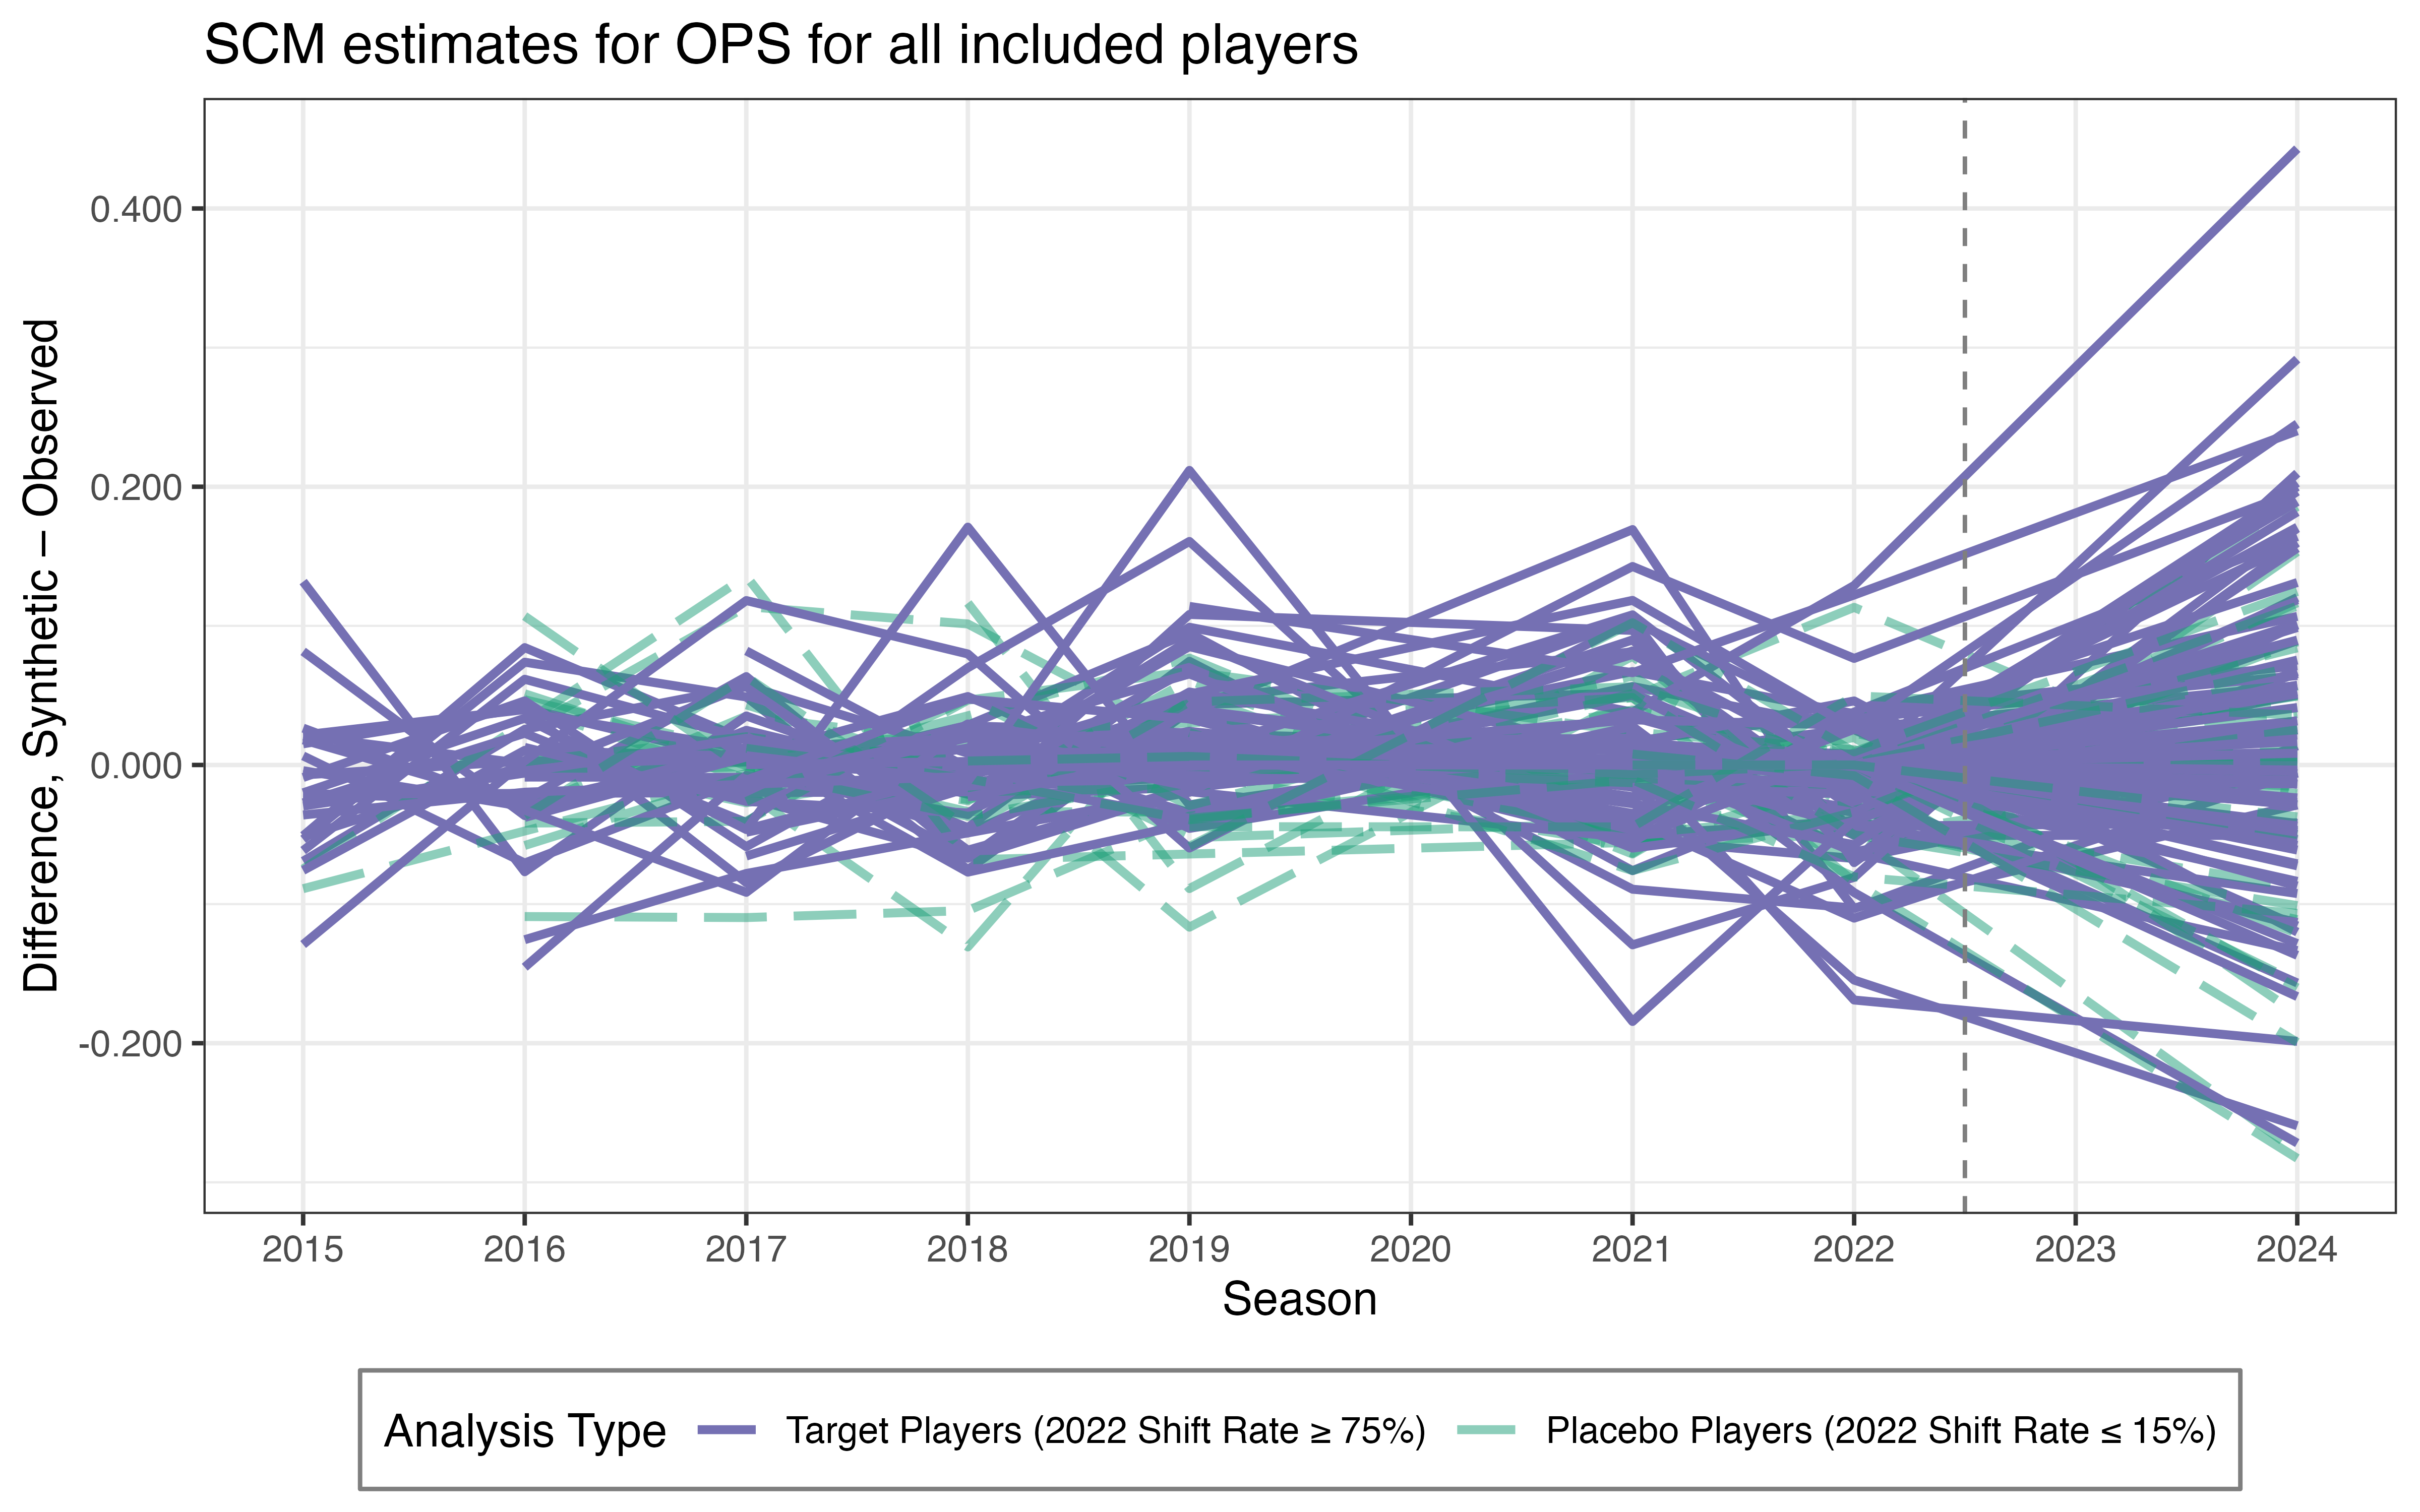 SCM estimates for OPS for all included players
Difference, Synthetic – Observed
0.400
0.200
0.000
-0.200
2015 2016 2017 2018 2019 2020 2021 2022 2023 2024
Season
Analysis Type Target Players (2022 Shift Rate ≥ 75%) Placebo Players (2022 Shift Rate ≤ 15%)